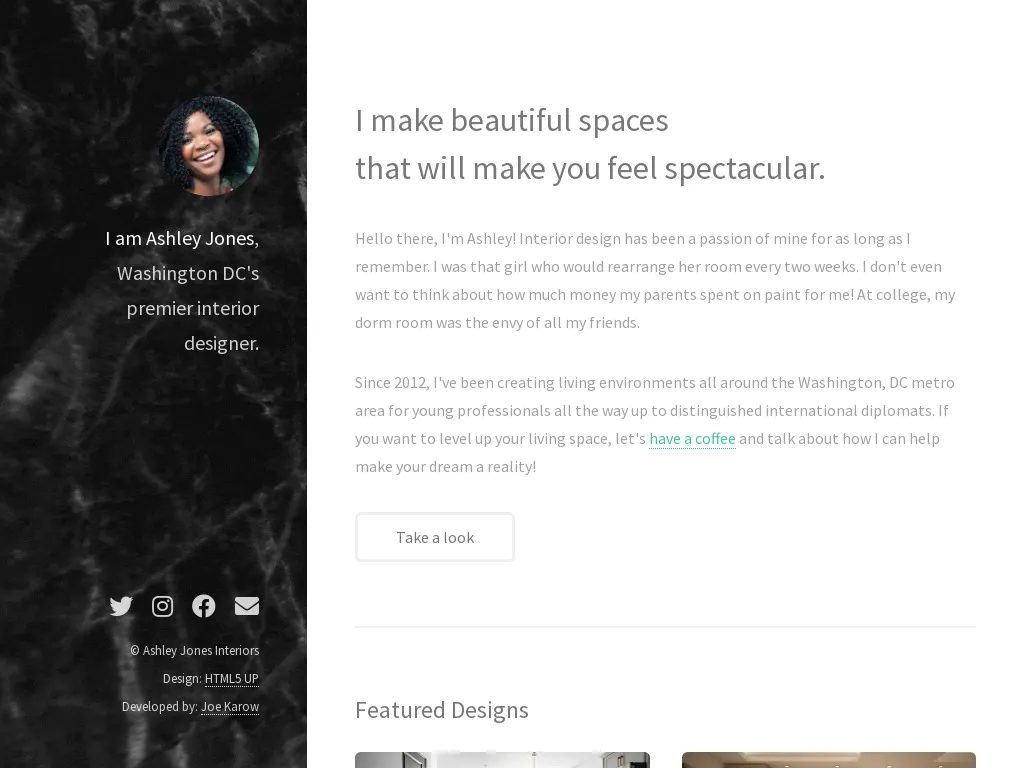 I am Ashley Jones,
Washington DC's
premier interior
designer.
© Ashley Jones Interiors
Design: HTML5 UP
Developed by: Joe Karow
I make beautiful spaces
that will make you feel spectacular.
Hello there, I'm Ashley! Interior design has been a passion of mine for as long as I
remember. I was that girl who would rearrange her room every two weeks. I don't even
want to think about how much money my parents spent on paint for me! At college, my
dorm room was the envy of all my friends.
Since 2012, I've been creating living environments all around the Washington, DC metro
area for young professionals all the way up to distinguished international diplomats. If
you want to level up your living space, let's have a coffee and talk about how I can help
make your dream a reality!
Take a look
Featured Designs